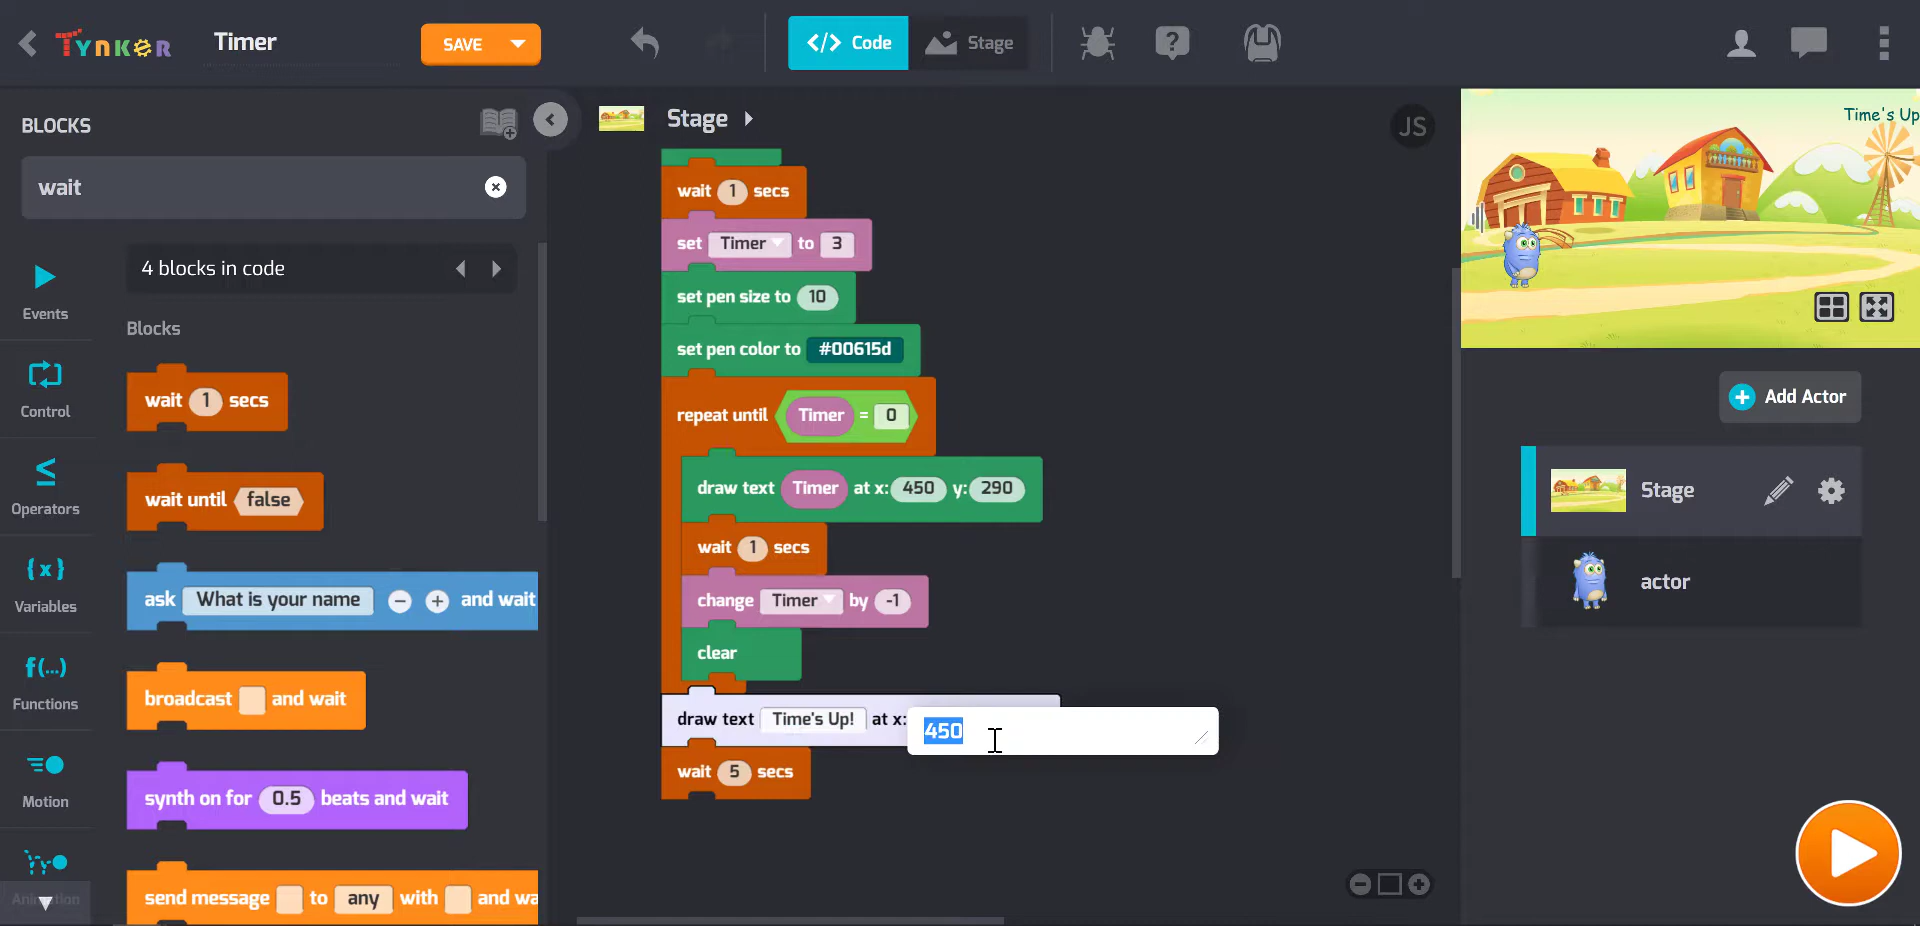 TYNKER
Timer
SAVE
</> Code
Stage
BLOCKS
wait
4 blocks in code
Blocks
Events
Control
Operators
{x}
Variables
f(...)
Functions
Motion
wait 1 secs
wait until false
ask What is your name − + and wait
broadcast and wait
synth on for 0.5 beats and wait
send message to any with and wa
Stage
JS
wait 1 secs
set Timer to 3
set pen size to 10
set pen color to #00615d
repeat until Timer = 0
draw text Timer at x: 450 y: 290
wait 1 secs
change Timer by -1
clear
draw text Time's Up! at x: 450
wait 5 secs
Time's Up
Add Actor
Stage
actor